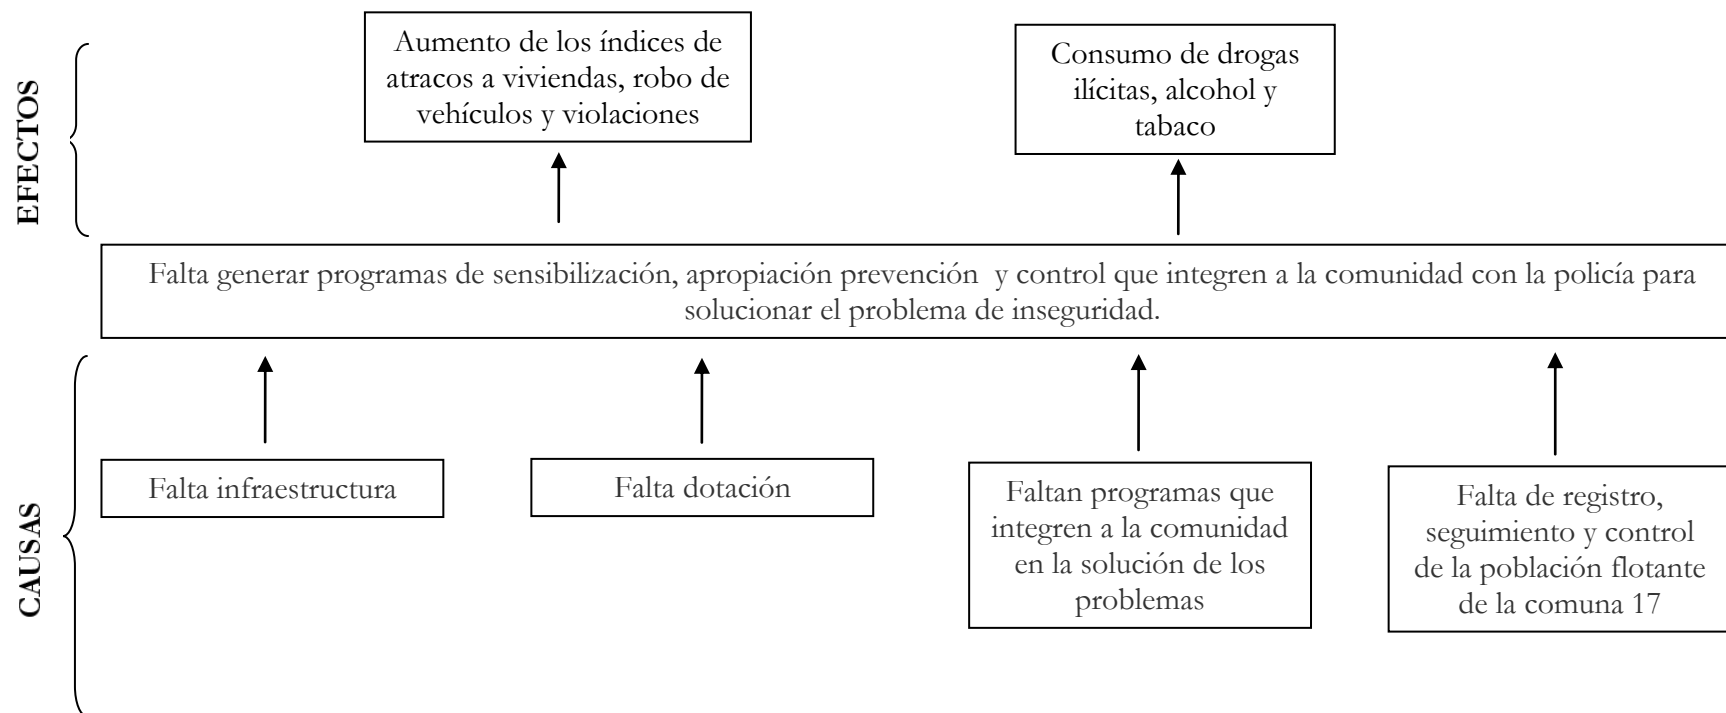 EFECTOS
Aumento de los índices de
atracos a viviendas, robo de
vehículos y violaciones
Consumo de drogas
ilícitas, alcohol y
tabaco
Falta generar programas de sensibilización, apropiación prevención  y control que integren a la comunidad con la policía para
solucionar el problema de inseguridad.
CAUSAS
Falta infraestructura
Falta dotación
Faltan programas que
integren a la comunidad
en la solución de los
problemas
Falta de registro,
seguimiento y control
de la población flotante
de la comuna 17